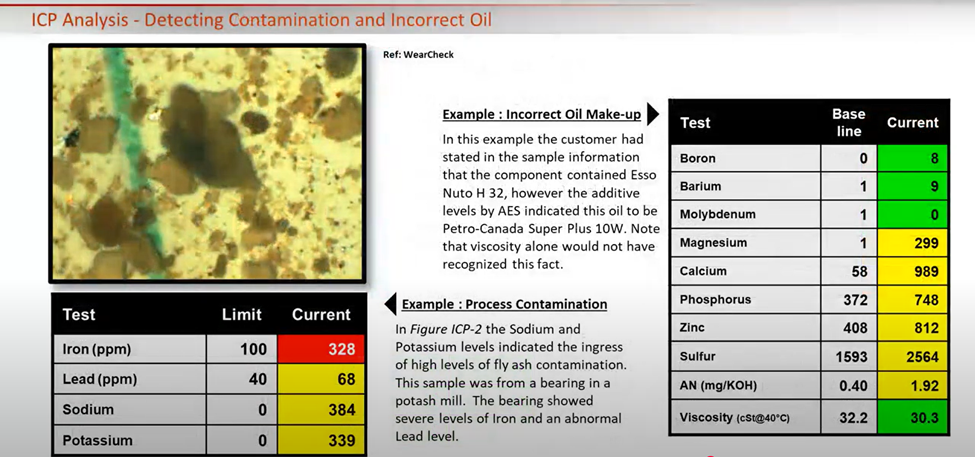 ICP Analysis - Detecting Contamination and Incorrect Oil
Ref: WearCheck
Example : Incorrect Oil Make-up
In this example the customer had
stated in the sample information
that the component contained Esso
Nuto H 32, however the additive
levels by AES indicated this oil to be
Petro-Canada Super Plus 10W. Note
that viscosity alone would not have
recognized this fact.
Test Base line Current
Boron 0 8
Barium 1 9
Molybdenum 1 0
Magnesium 1 299
Calcium 58 989
Phosphorus 372 748
Zinc 408 812
Sulfur 1593 2564
AN (mg/KOH) 0.40 1.92
Viscosity (cSt@40°C) 32.2 30.3
Example : Process Contamination
In Figure ICP-2 the Sodium and
Potassium levels indicated the ingress
of high levels of fly ash contamination.
This sample was from a bearing in a
potash mill. The bearing showed
severe levels of Iron and an abnormal
Lead level.
Test Limit Current
Iron (ppm) 100 328
Lead (ppm) 40 68
Sodium 0 384
Potassium 0 339